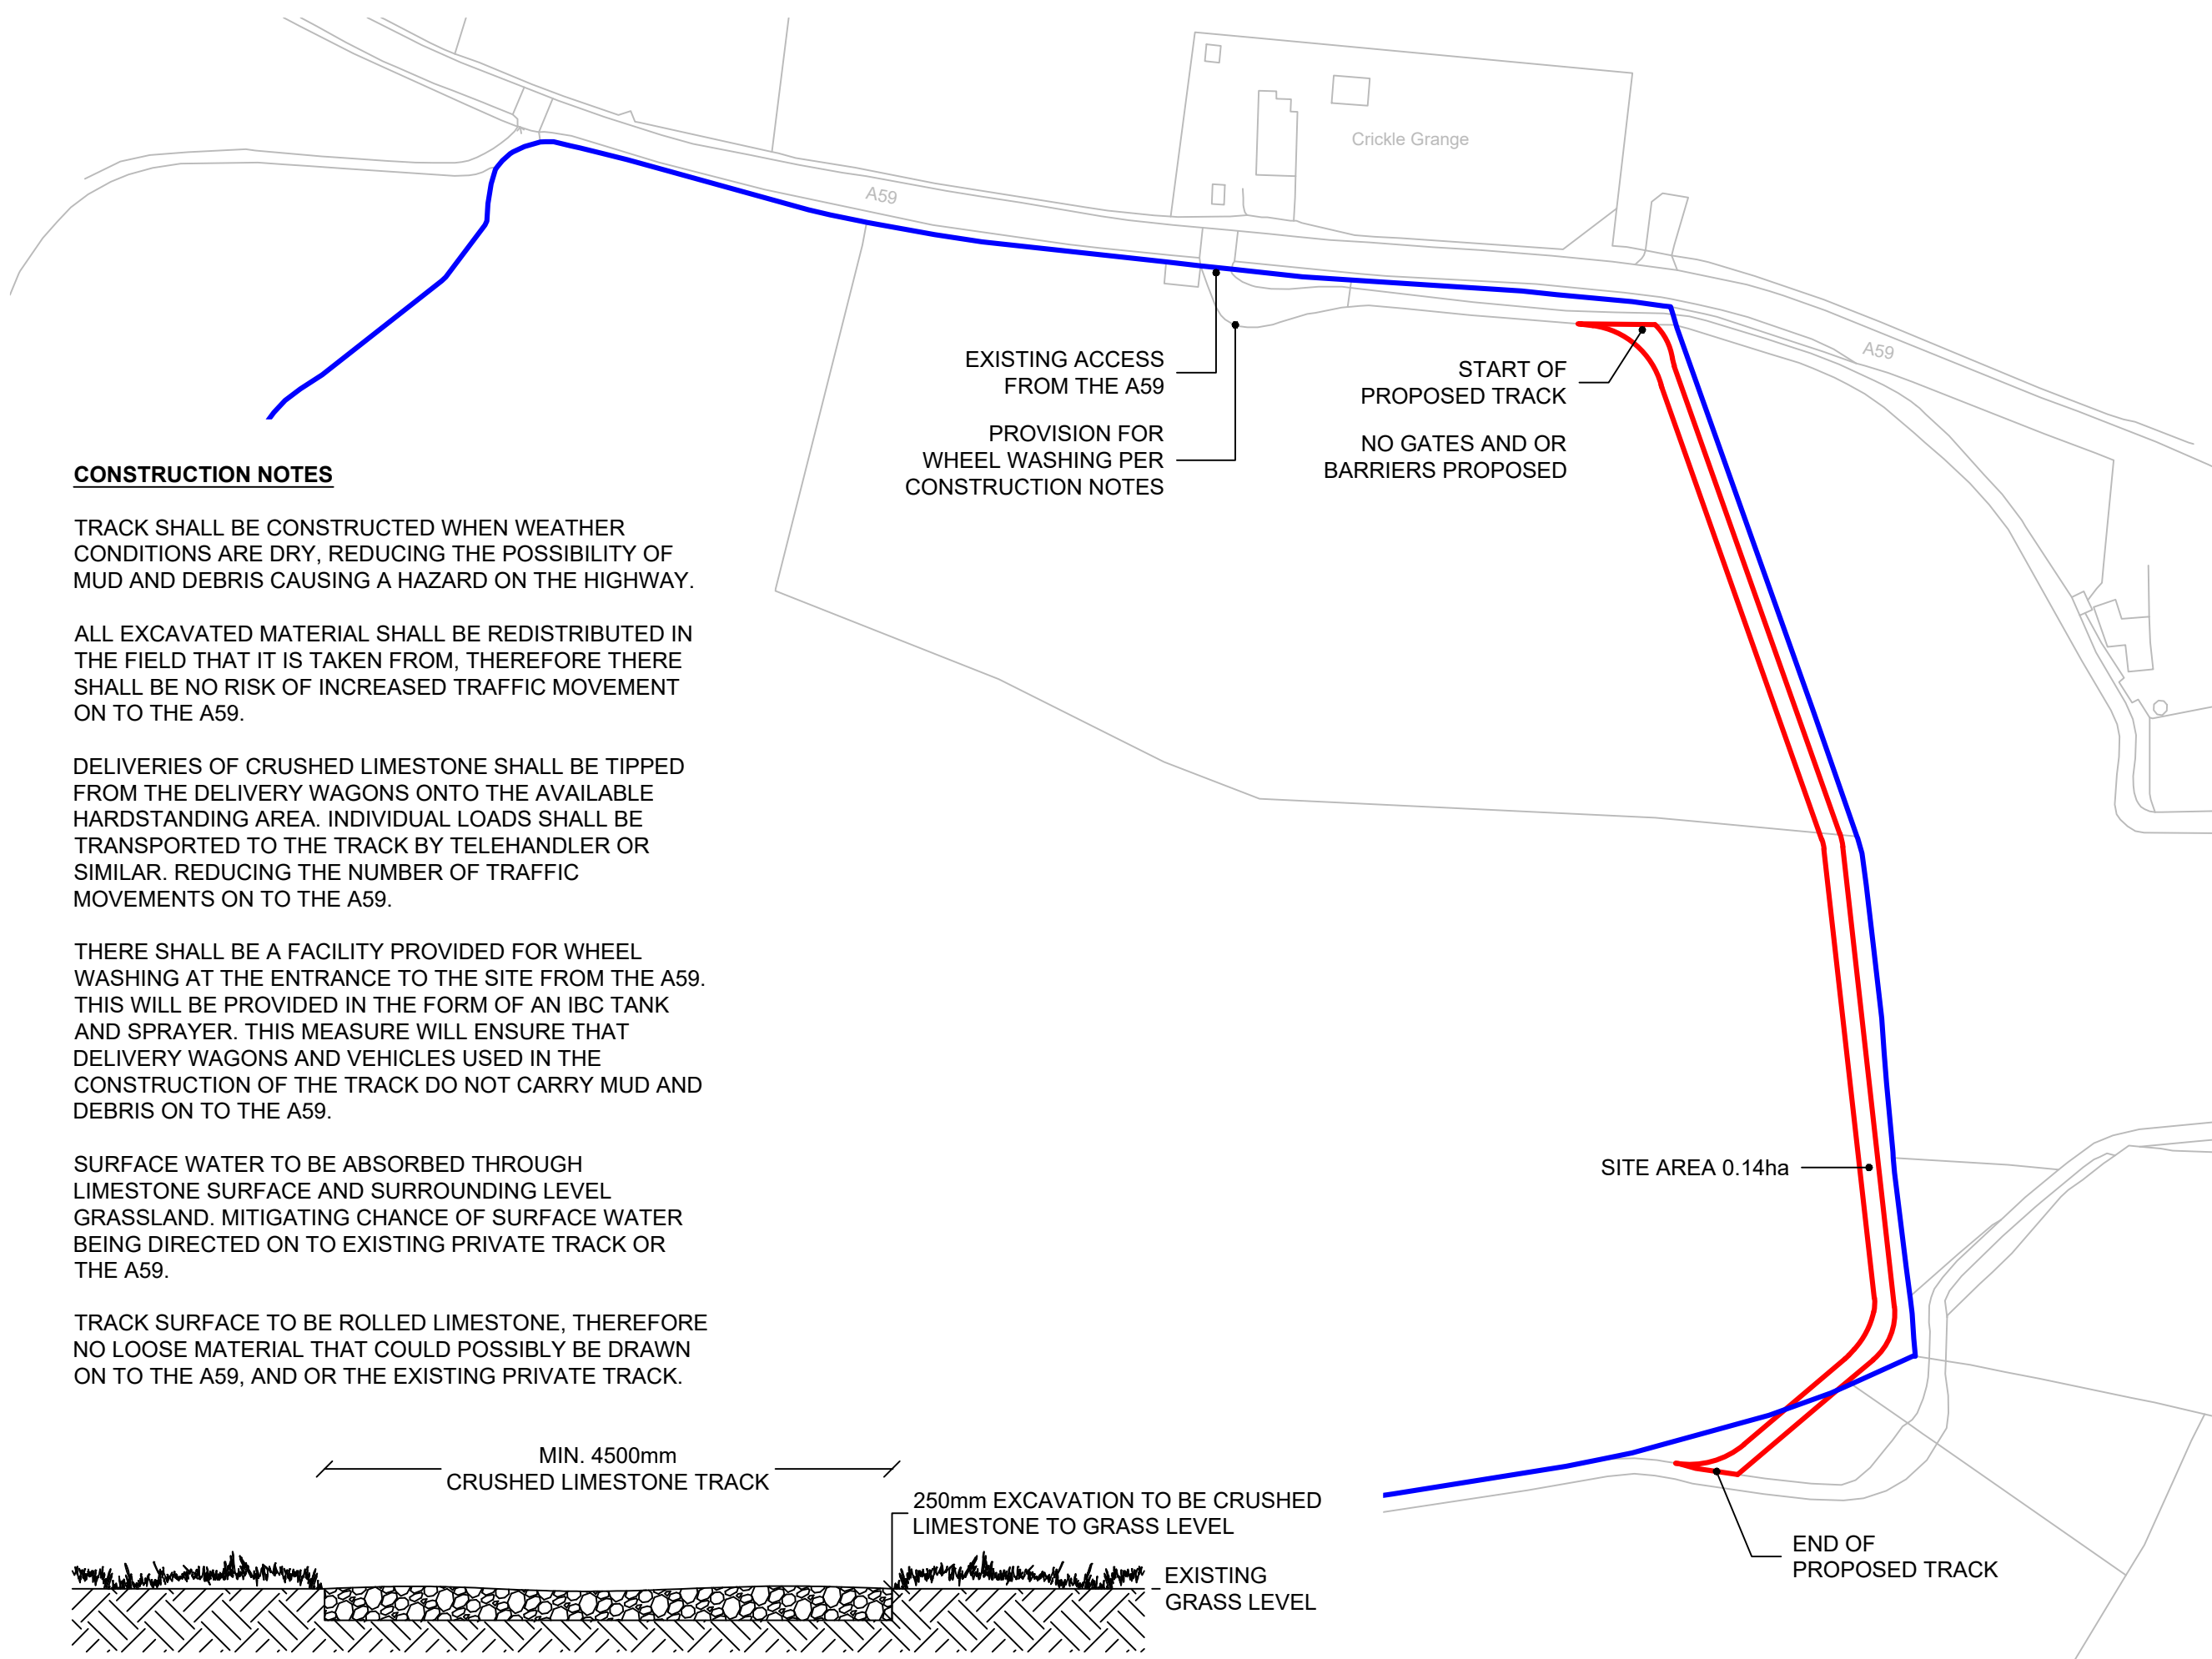 Crickle Grange
A59
A59
EXISTING ACCESS
FROM THE A59
PROVISION FOR
WHEEL WASHING PER
CONSTRUCTION NOTES
START OF
PROPOSED TRACK
NO GATES AND OR
BARRIERS PROPOSED
CONSTRUCTION NOTES
TRACK SHALL BE CONSTRUCTED WHEN WEATHER
CONDITIONS ARE DRY, REDUCING THE POSSIBILITY OF
MUD AND DEBRIS CAUSING A HAZARD ON THE HIGHWAY.
ALL EXCAVATED MATERIAL SHALL BE REDISTRIBUTED IN
THE FIELD THAT IT IS TAKEN FROM, THEREFORE THERE
SHALL BE NO RISK OF INCREASED TRAFFIC MOVEMENT
ON TO THE A59.
DELIVERIES OF CRUSHED LIMESTONE SHALL BE TIPPED
FROM THE DELIVERY WAGONS ONTO THE AVAILABLE
HARDSTANDING AREA. INDIVIDUAL LOADS SHALL BE
TRANSPORTED TO THE TRACK BY TELEHANDLER OR
SIMILAR. REDUCING THE NUMBER OF TRAFFIC
MOVEMENTS ON TO THE A59.
THERE SHALL BE A FACILITY PROVIDED FOR WHEEL
WASHING AT THE ENTRANCE TO THE SITE FROM THE A59.
THIS WILL BE PROVIDED IN THE FORM OF AN IBC TANK
AND SPRAYER. THIS MEASURE WILL ENSURE THAT
DELIVERY WAGONS AND VEHICLES USED IN THE
CONSTRUCTION OF THE TRACK DO NOT CARRY MUD AND
DEBRIS ON TO THE A59.
SURFACE WATER TO BE ABSORBED THROUGH
LIMESTONE SURFACE AND SURROUNDING LEVEL
GRASSLAND. MITIGATING CHANCE OF SURFACE WATER
BEING DIRECTED ON TO EXISTING PRIVATE TRACK OR
THE A59.
TRACK SURFACE TO BE ROLLED LIMESTONE, THEREFORE
NO LOOSE MATERIAL THAT COULD POSSIBLY BE DRAWN
ON TO THE A59, AND OR THE EXISTING PRIVATE TRACK.
SITE AREA 0.14ha
MIN. 4500mm
CRUSHED LIMESTONE TRACK
250mm EXCAVATION TO BE CRUSHED
LIMESTONE TO GRASS LEVEL
EXISTING
GRASS LEVEL
END OF
PROPOSED TRACK